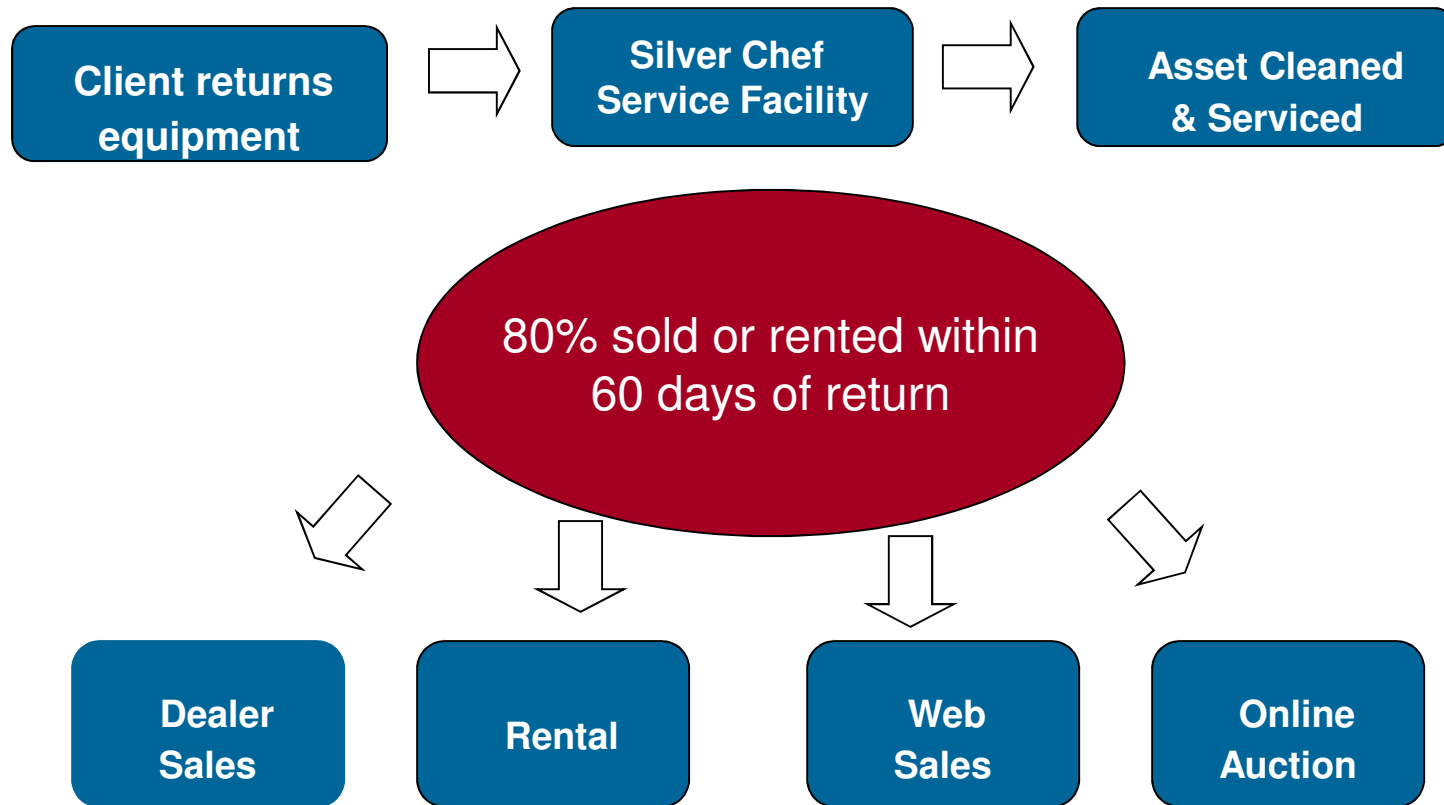 Client returns
equipment
Silver Chef
Service Facility
Asset Cleaned
& Serviced
80% sold or rented within
60 days of return
Dealer
Sales
Rental
Web
Sales
Online
Auction